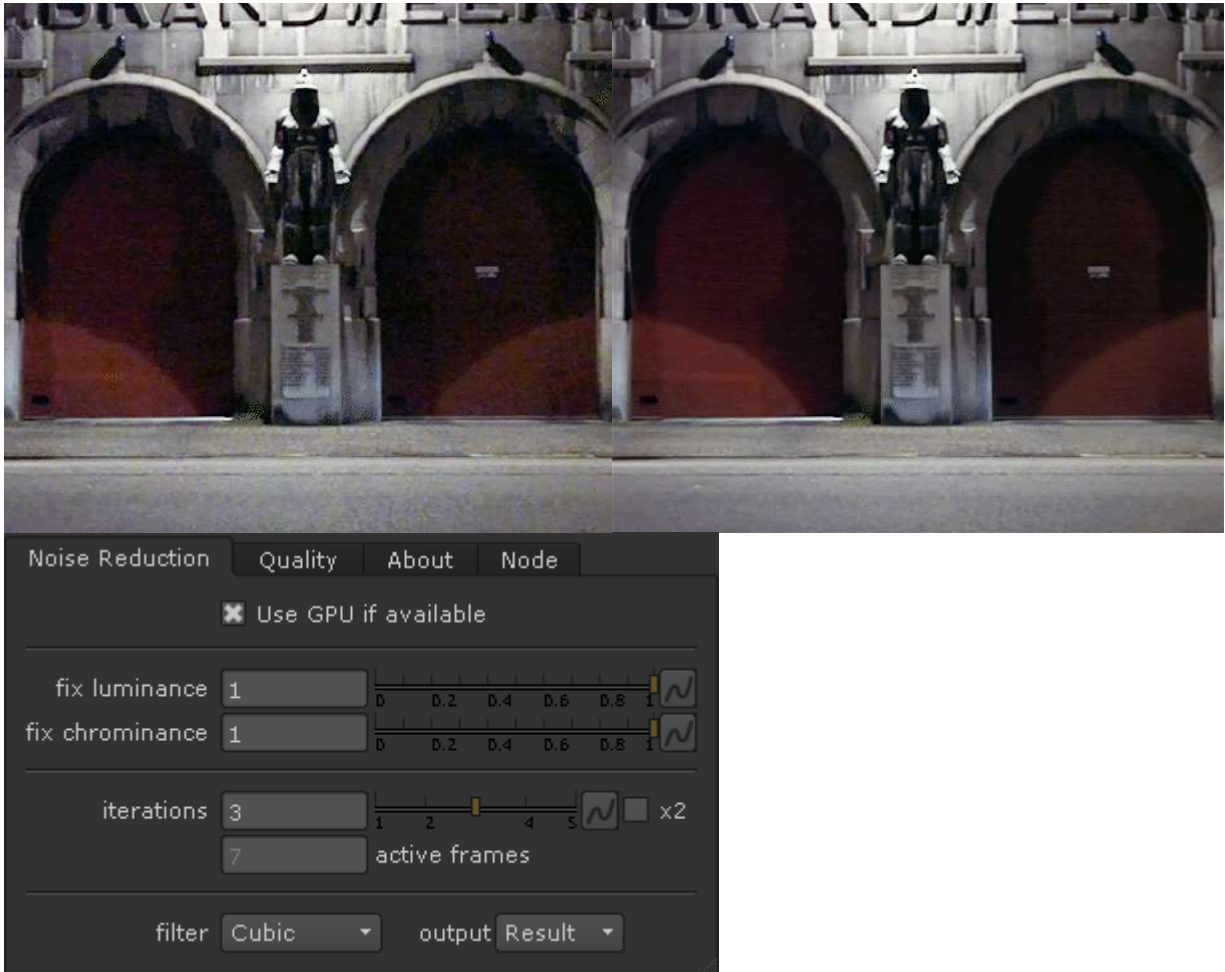 BRANDWEER
BRANDWEER
Noise Reduction Quality About Node
Use GPU if available
fix luminance 1
0 0.2 0.4 0.6 0.8 1
fix chrominance 1
0 0.2 0.4 0.6 0.8 1
iterations 3 x2
1 2 4 5
7 active frames
filter Cubic output Result